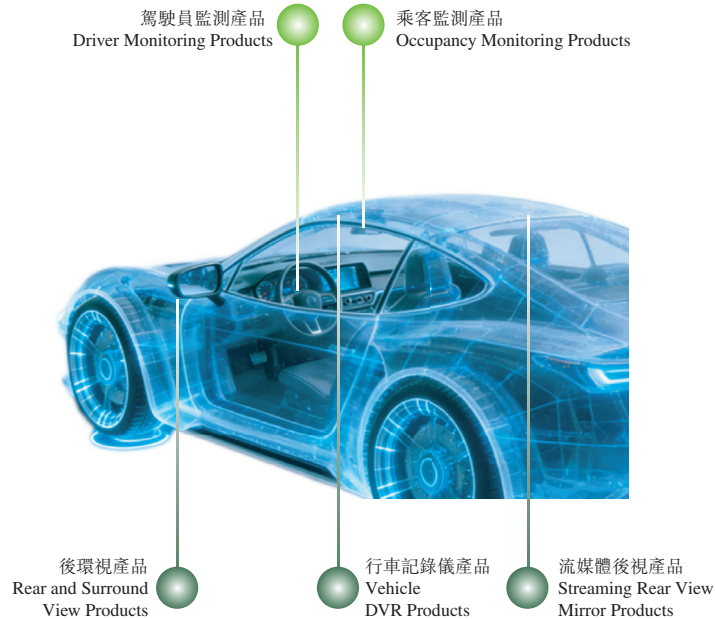 駕駛員監測產品
Driver Monitoring Products
乘客監測產品
Occupancy Monitoring Products
後環視產品
Rear and Surround
View Products
行車記錄儀產品
Vehicle
DVR Products
流媒體後視產品
Streaming Rear View
Mirror Products